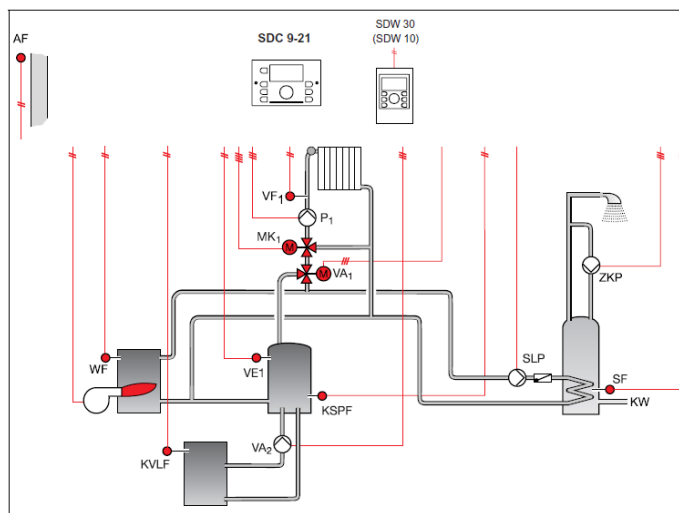 AF
SDC 9-21
SDW 30
(SDW 10)
VF1
P1
MK1
M
M
VA1
ZKP
WF
VE1
SLP
SF
KW
KSPF
VA2
KVLF